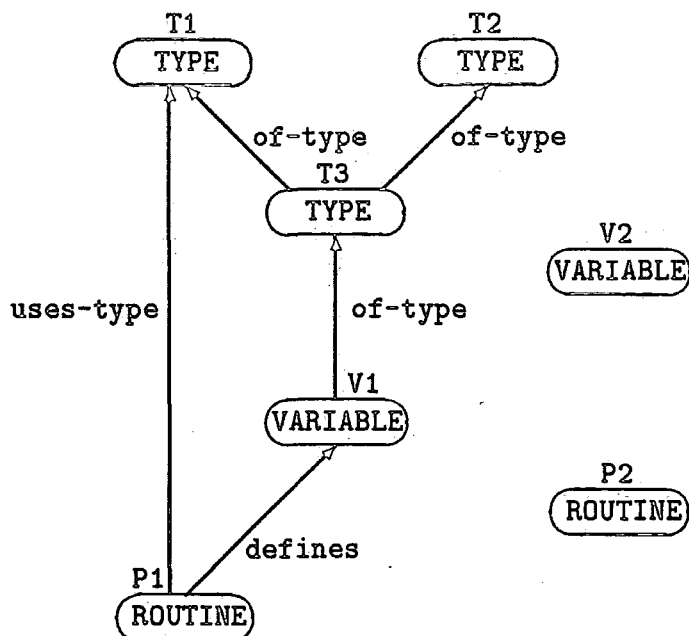 T1 T2
TYPE TYPE
of-type of-type
T3
TYPE
V2
VARIABLE
uses-type of-type
V1
VARIABLE
P2
ROUTINE
defines
P1
ROUTINE